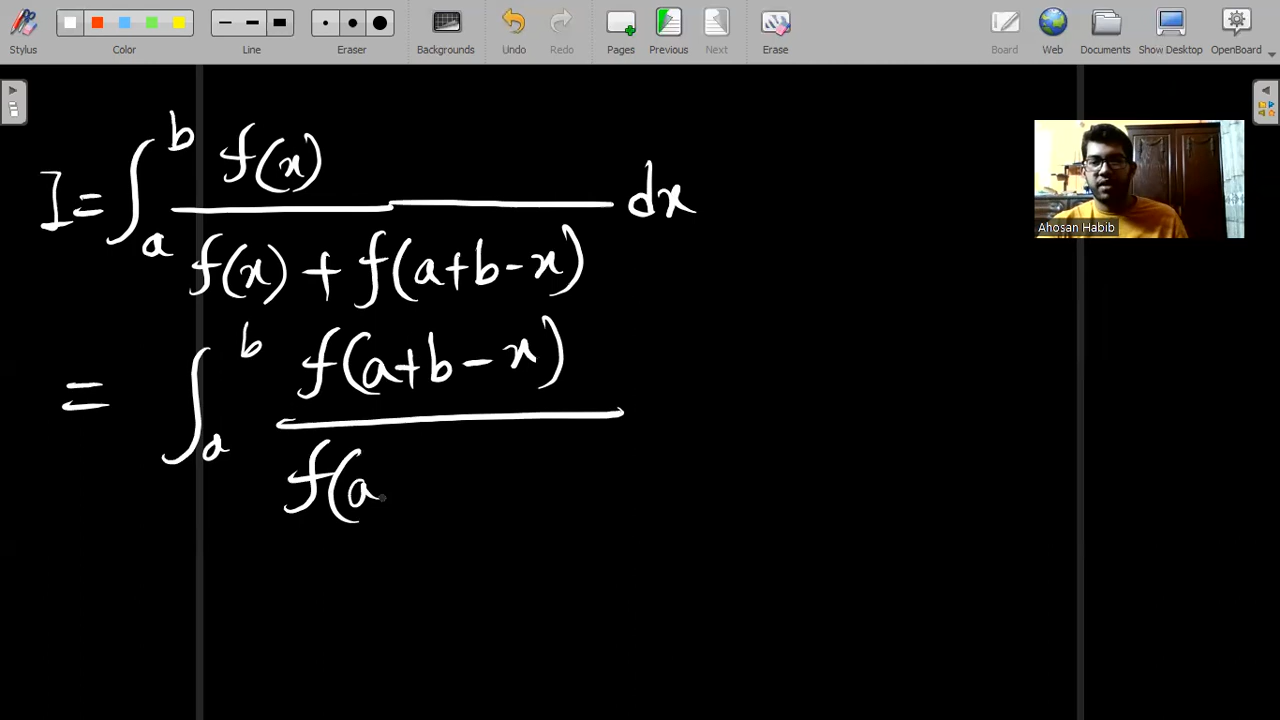 Stylus Color Line Eraser Backgrounds Undo Redo Pages Previous Next Erase Board Web Documents Show Desktop OpenBoard
I = ∫_a^b f(x) / (f(x) + f(a+b-x)) dx
= ∫_a^b f(a+b-x) / f(a
Ahosan Habib